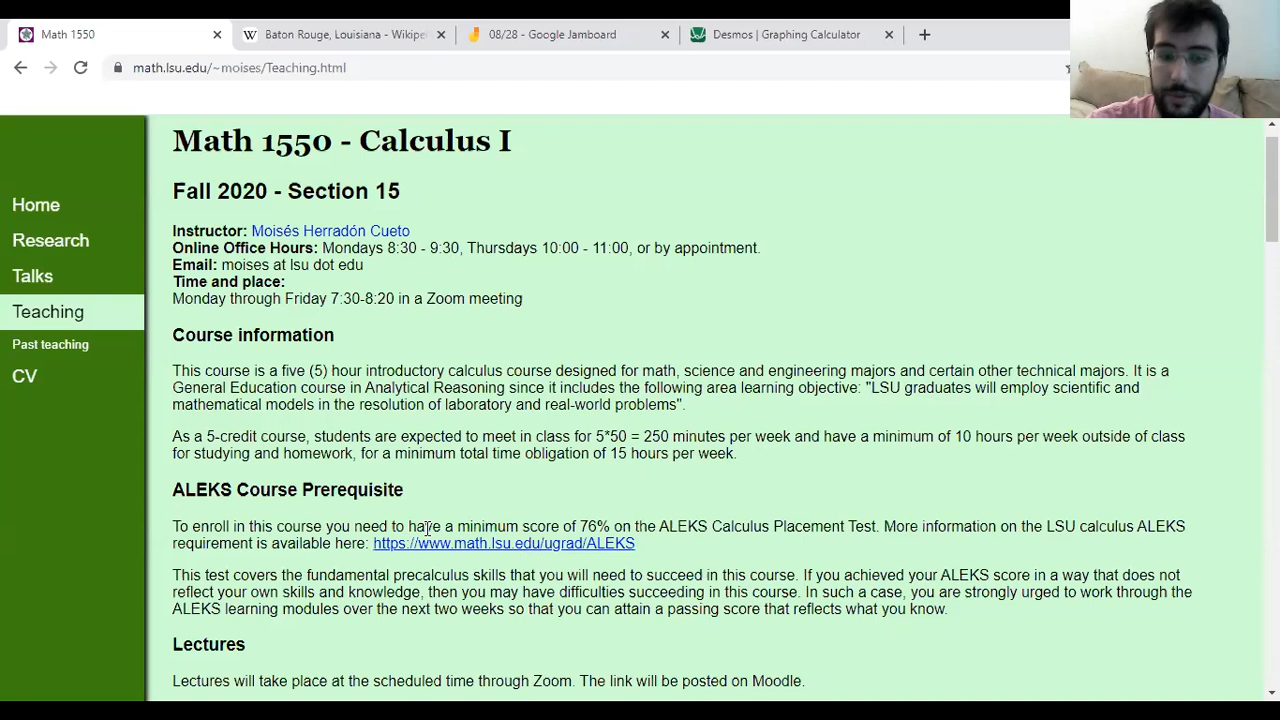 Math 1550
Baton Rouge, Louisiana - Wikipe
08/28 - Google Jamboard
Desmos | Graphing Calculator
math.lsu.edu/~moises/Teaching.html
Home
Research
Talks
Teaching
Past teaching
CV
Math 1550 - Calculus I
Fall 2020 - Section 15
Instructor: Moisés Herradón Cueto
Online Office Hours: Mondays 8:30 - 9:30, Thursdays 10:00 - 11:00, or by appointment.
Email: moises at lsu dot edu
Time and place:
Monday through Friday 7:30-8:20 in a Zoom meeting
Course information
This course is a five (5) hour introductory calculus course designed for math, science and engineering majors and certain other technical majors. It is a
General Education course in Analytical Reasoning since it includes the following area learning objective: "LSU graduates will employ scientific and
mathematical models in the resolution of laboratory and real-world problems".
As a 5-credit course, students are expected to meet in class for 5*50 = 250 minutes per week and have a minimum of 10 hours per week outside of class
for studying and homework, for a minimum total time obligation of 15 hours per week.
ALEKS Course Prerequisite
To enroll in this course you need to have a minimum score of 76% on the ALEKS Calculus Placement Test. More information on the LSU calculus ALEKS
requirement is available here: https://www.math.lsu.edu/ugrad/ALEKS
This test covers the fundamental precalculus skills that you will need to succeed in this course. If you achieved your ALEKS score in a way that does not
reflect your own skills and knowledge, then you may have difficulties succeeding in this course. In such a case, you are strongly urged to work through the
ALEKS learning modules over the next two weeks so that you can attain a passing score that reflects what you know.
Lectures
Lectures will take place at the scheduled time through Zoom. The link will be posted on Moodle.